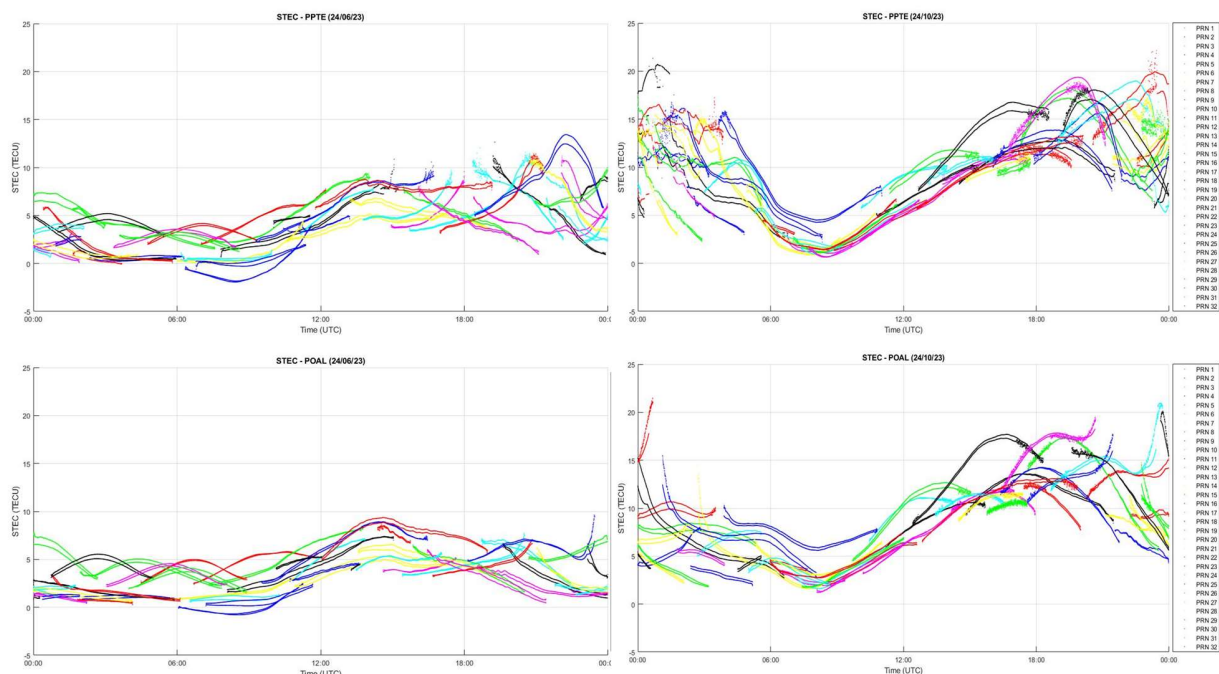 STEC - PPTE (24/06/23)
STEC (TECU)
25
20
15
10
5
0
-5
00:00
06:00
12:00
18:00
00:0
Time (UTC)
STEC - PPTE (24/10/23)
STEC (TECU)
25
20
15
10
5
0
-5
00:00
06:00
12:00
18:00
00:00
Time (UTC)
PRN 1
PRN 2
PRN 3
PRN 4
PRN 5
PRN 6
PRN 7
PRN 8
PRN 9
PRN 10
PRN 11
PRN 12
PRN 13
PRN 14
PRN 15
PRN 16
PRN 17
PRN 18
PRN 19
PRN 20
PRN 21
PRN 22
PRN 23
PRN 24
PRN 25
PRN 26
PRN 27
PRN 28
PRN 29
PRN 30
PRN 31
PRN 32
STEC - POAL (24/06/23)
STEC (TECU)
25
20
15
10
5
0
-5
00:00
06:00
12:00
18:00
00:0
Time (UTC)
STEC - POAL (24/10/23)
STEC (TECU)
25
20
15
10
5
0
-5
00:00
06:00
12:00
18:00
00:00
Time (UTC)
PRN 1
PRN 2
PRN 3
PRN 4
PRN 5
PRN 6
PRN 7
PRN 8
PRN 9
PRN 10
PRN 11
PRN 12
PRN 13
PRN 14
PRN 15
PRN 16
PRN 17
PRN 18
PRN 19
PRN 20
PRN 21
PRN 22
PRN 23
PRN 24
PRN 25
PRN 26
PRN 27
PRN 28
PRN 29
PRN 30
PRN 31
PRN 32